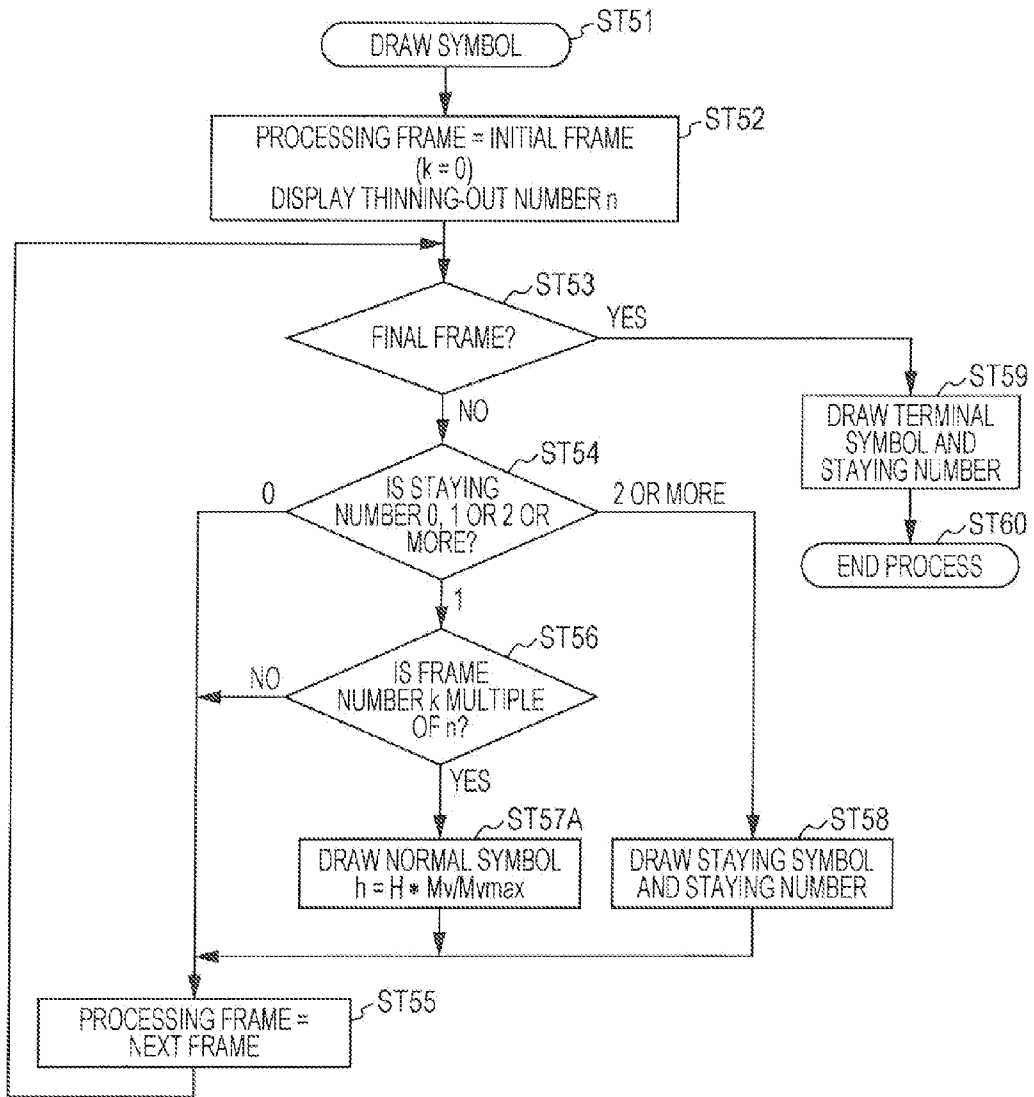 ST51
DRAW SYMBOL
ST52
PROCESSING FRAME = INITIAL FRAME
(k = 0)
DISPLAY THINNING-OUT NUMBER n
ST53
FINAL FRAME?
YES
NO
ST59
DRAW TERMINAL
SYMBOL AND
STAYING NUMBER
ST54
0
IS STAYING
NUMBER 0, 1 OR 2 OR
MORE?
2 OR MORE
1
ST60
END PROCESS
ST56
NO
IS FRAME
NUMBER k MULTIPLE
OF n?
YES
ST57A
DRAW NORMAL SYMBOL
h = H * Mv/Mvmax
ST58
DRAW STAYING SYMBOL
AND STAYING NUMBER
ST55
PROCESSING FRAME =
NEXT FRAME